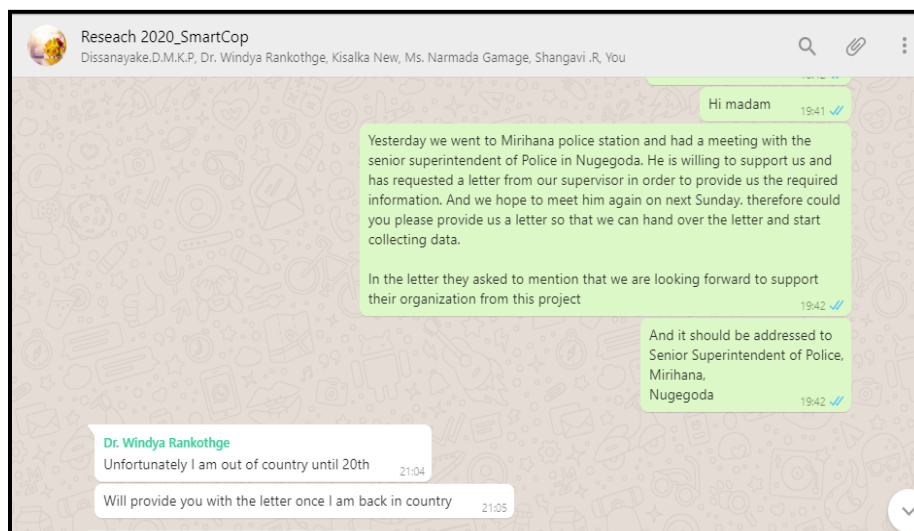 Reseach 2020_SmartCop
Dissanayake.D.M.K.P, Dr. Windya Rankothge, Kisalka New, Ms. Narmada Gamage, Shangavi .R, You
Hi madam
19:41
Yesterday we went to Mirihana police station and had a meeting with the
senior superintendent of Police in Nugegoda. He is willing to support us and
has requested a letter from our supervisor in order to provide us the required
information. And we hope to meet him again on next Sunday. therefore could
you please provide us a letter so that we can hand over the letter and start
collecting data.
In the letter they asked to mention that we are looking forward to support
their organization from this project
19:42
And it should be addressed to
Senior Superintendent of Police,
Mirihana,
Nugegoda
19:42
Dr. Windya Rankothge
Unfortunately I am out of country until 20th
21:04
Will provide you with the letter once I am back in country
21:05